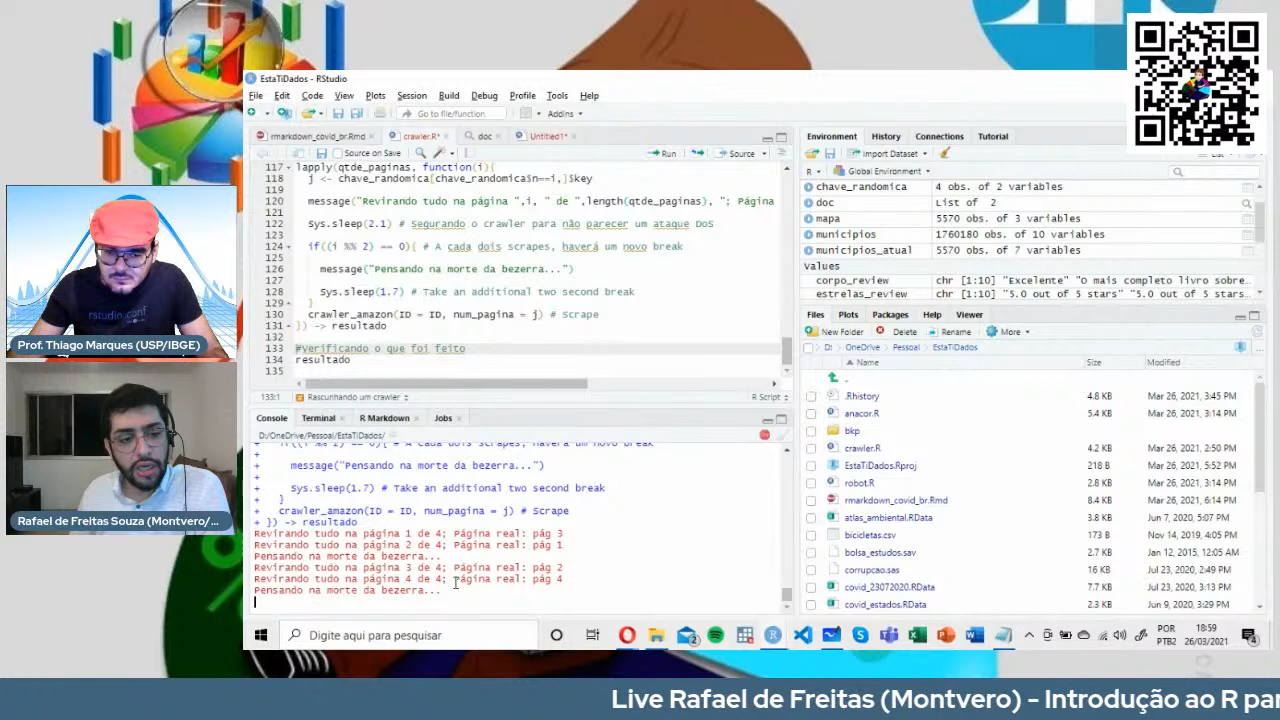 EstaTiDados - RStudio
File Edit Code View Plots Session Build Debug Profile Tools Help
Go to file/function Addins
rmarkdown_covid_br.Rmd crawler.R* doc Untitled1*
Source on Save Run Source
117 lapply(qtde_paginas, function(i){
118 j <- chave_randomica[chave_randomica$n==i,]$key
119
120 message("Revirando tudo na página ",i, " de ",length(qtde_paginas), "; Página
121
122 Sys.sleep(2.1) # Segurando o crawler para não parecer um ataque DoS
123
124 if((i %% 2) == 0){ # A cada dois scrapes, haverá um novo break
125
126 message("Pensando na morte da bezerra...")
127
128 Sys.sleep(1.7) # Take an additional two second break
129 }
130 crawler_amazon(ID = ID, num_pagina = j) # Scrape
131 }) -> resultado
132
133 #Verificando o que foi feito
134 resultado
135
133:1 Rascunhando um crawler R Script
Console Terminal R Markdown Jobs
D:/OneDrive/Pessoal/EstaTiDados/
+ if((i %% 2) == 0){ # A cada dois scrapes, haverá um novo break
+
+ message("Pensando na morte da bezerra...")
+
+ Sys.sleep(1.7) # Take an additional two second break
+ }
+ crawler_amazon(ID = ID, num_pagina = j) # Scrape
+ }) -> resultado
Revirando tudo na página 1 de 4; Página real: pág 3
Revirando tudo na página 2 de 4; Página real: pág 1
Pensando na morte da bezerra...
Revirando tudo na página 3 de 4; Página real: pág 2
Revirando tudo na página 4 de 4; Página real: pág 4
Pensando na morte da bezerra...
Environment History Connections Tutorial
Import Dataset List
R Global Environment
chave_randomica 4 obs. of 2 variables
doc List of 2
mapa 5570 obs. of 3 variables
municipios 1760180 obs. of 10 variables
municipios_atual 5570 obs. of 7 variables
Values
corpo_review chr [1:10] "Excelente" "O mais completo livro sobre…
estrelas_review chr [1:10] "5.0 out of 5 stars" "5.0 out of 5 s…
Files Plots Packages Help Viewer
New Folder Delete Rename More
D: OneDrive Pessoal EstaTiDados
Name Size Modified
..
.Rhistory 4.8 KB Mar 26, 2021, 3:45 PM
anacor.R 5.4 KB Mar 26, 2021, 3:14 PM
bkp
crawler.R 4.2 KB Mar 26, 2021, 2:50 PM
EstaTiDados.Rproj 218 B Mar 26, 2021, 5:52 PM
robot.R 2.8 KB Mar 26, 2021, 3:14 PM
rmarkdown_covid_br.Rmd 8.4 KB Mar 26, 2021, 6:14 PM
atlas_ambiental.RData 3.8 KB Jun 7, 2020, 5:07 PM
bicicletas.csv 173 B Nov 14, 2019, 4:05 PM
bolsa_estudos.sav 2.1 KB Jan 12, 2015, 12:05 AM
corrupcao.sas 16 KB Jul 23, 2020, 2:49 PM
covid_23072020.RData 7.7 KB Jul 23, 2020, 3:13 PM
covid_estados.RData 2.3 KB Jun 9, 2020, 3:29 PM
rstudio::conf
Prof. Thiago Marques (USP/IBGE)
Rafael de Freitas Souza (Montvero/...
Digite aqui para pesquisar
2
POR
PTB2
18:59
26/03/2021
4
Live Rafael de Freitas (Montvero) - Introdução ao R par